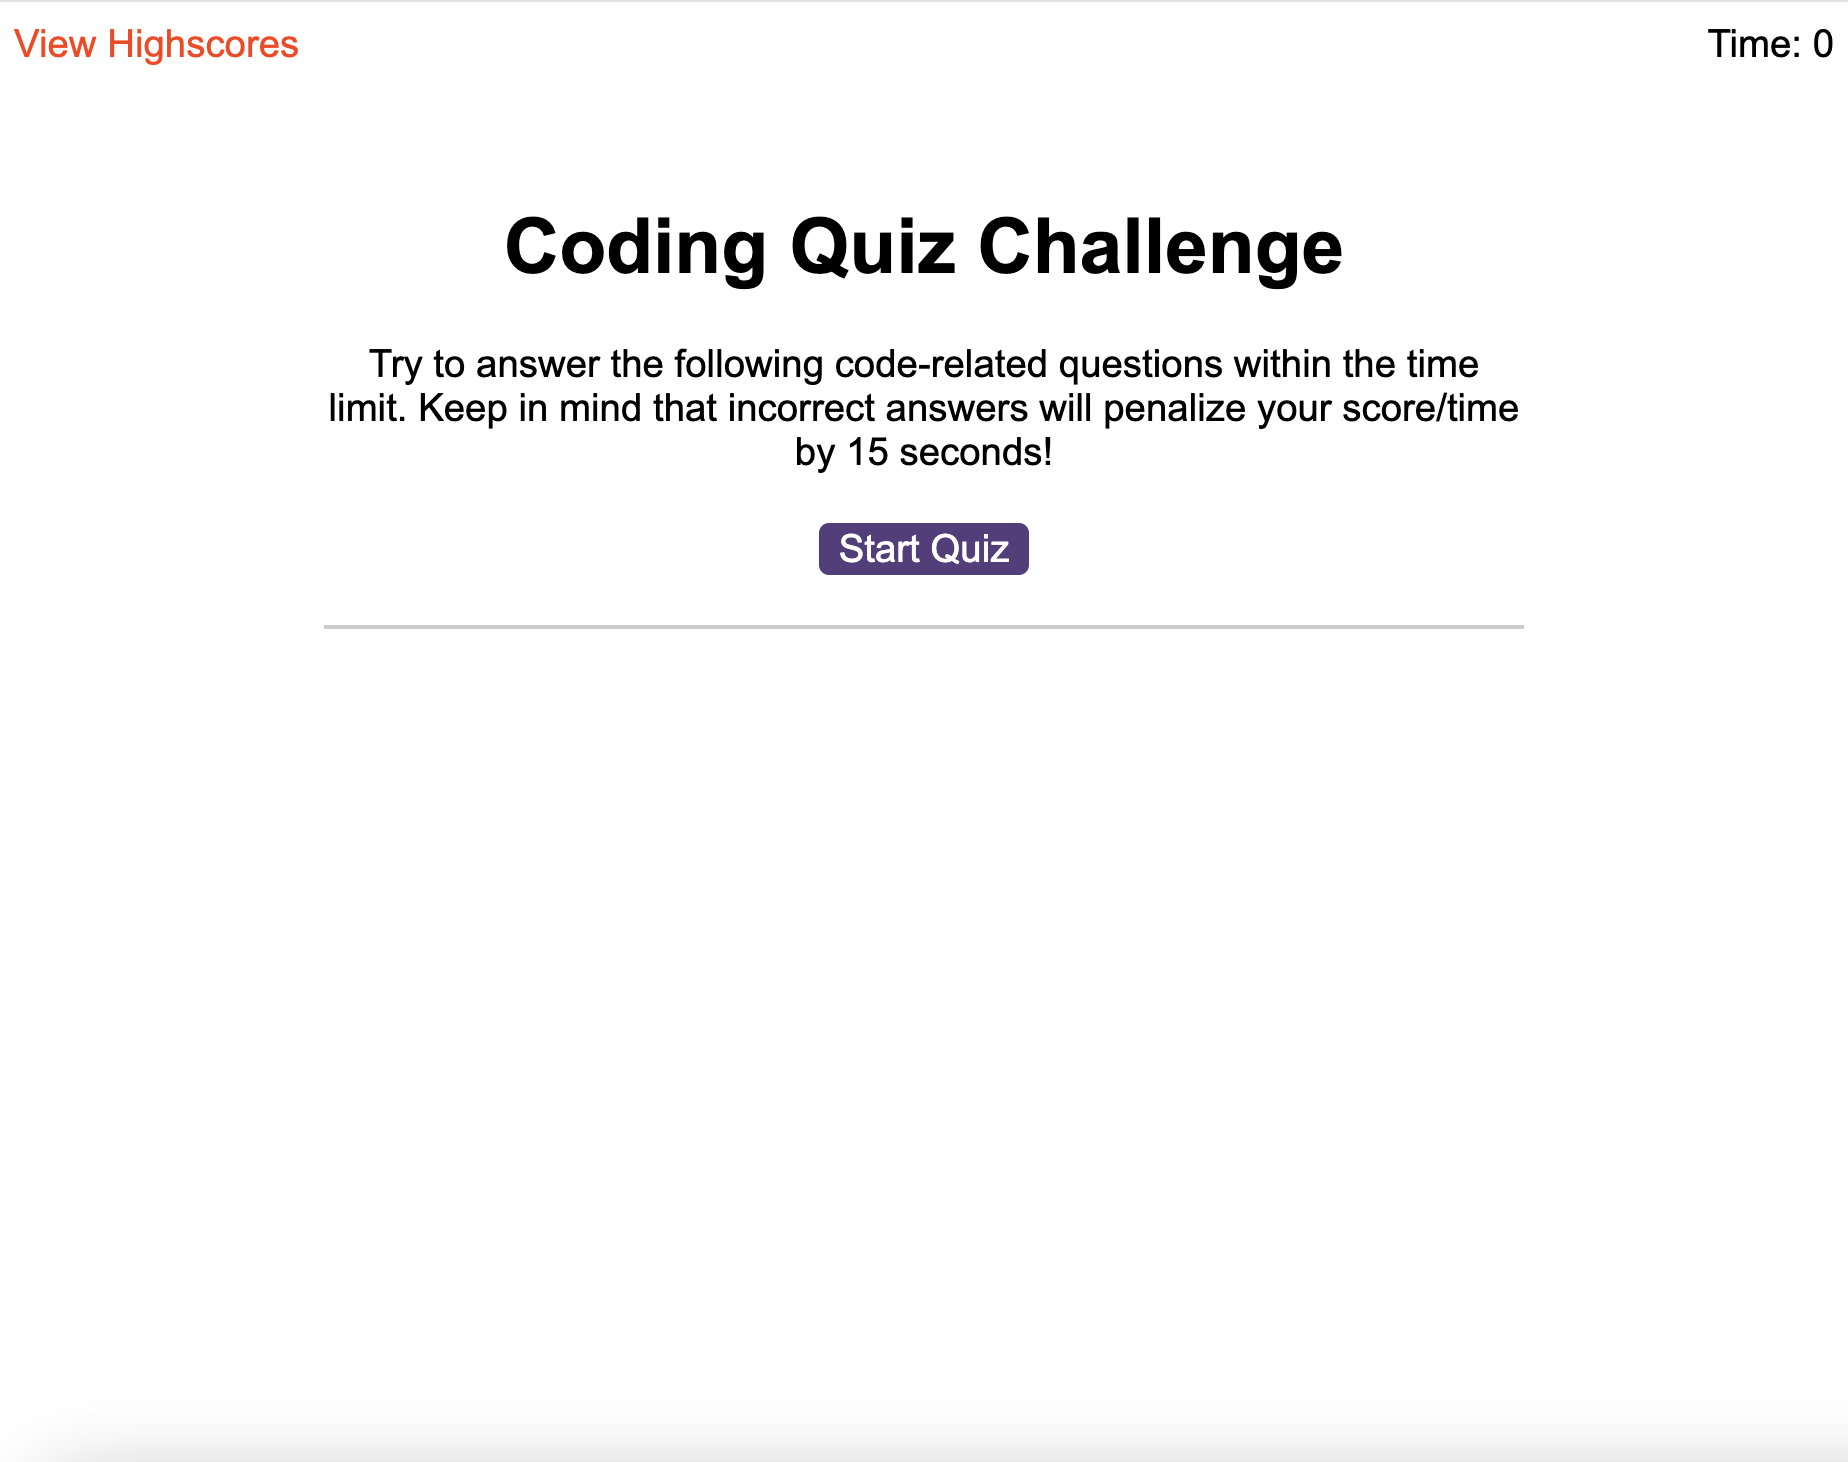 View Highscores
Time: 0
Coding Quiz Challenge
Try to answer the following code-related questions within the time
limit. Keep in mind that incorrect answers will penalize your score/time
by 15 seconds!
Start Quiz